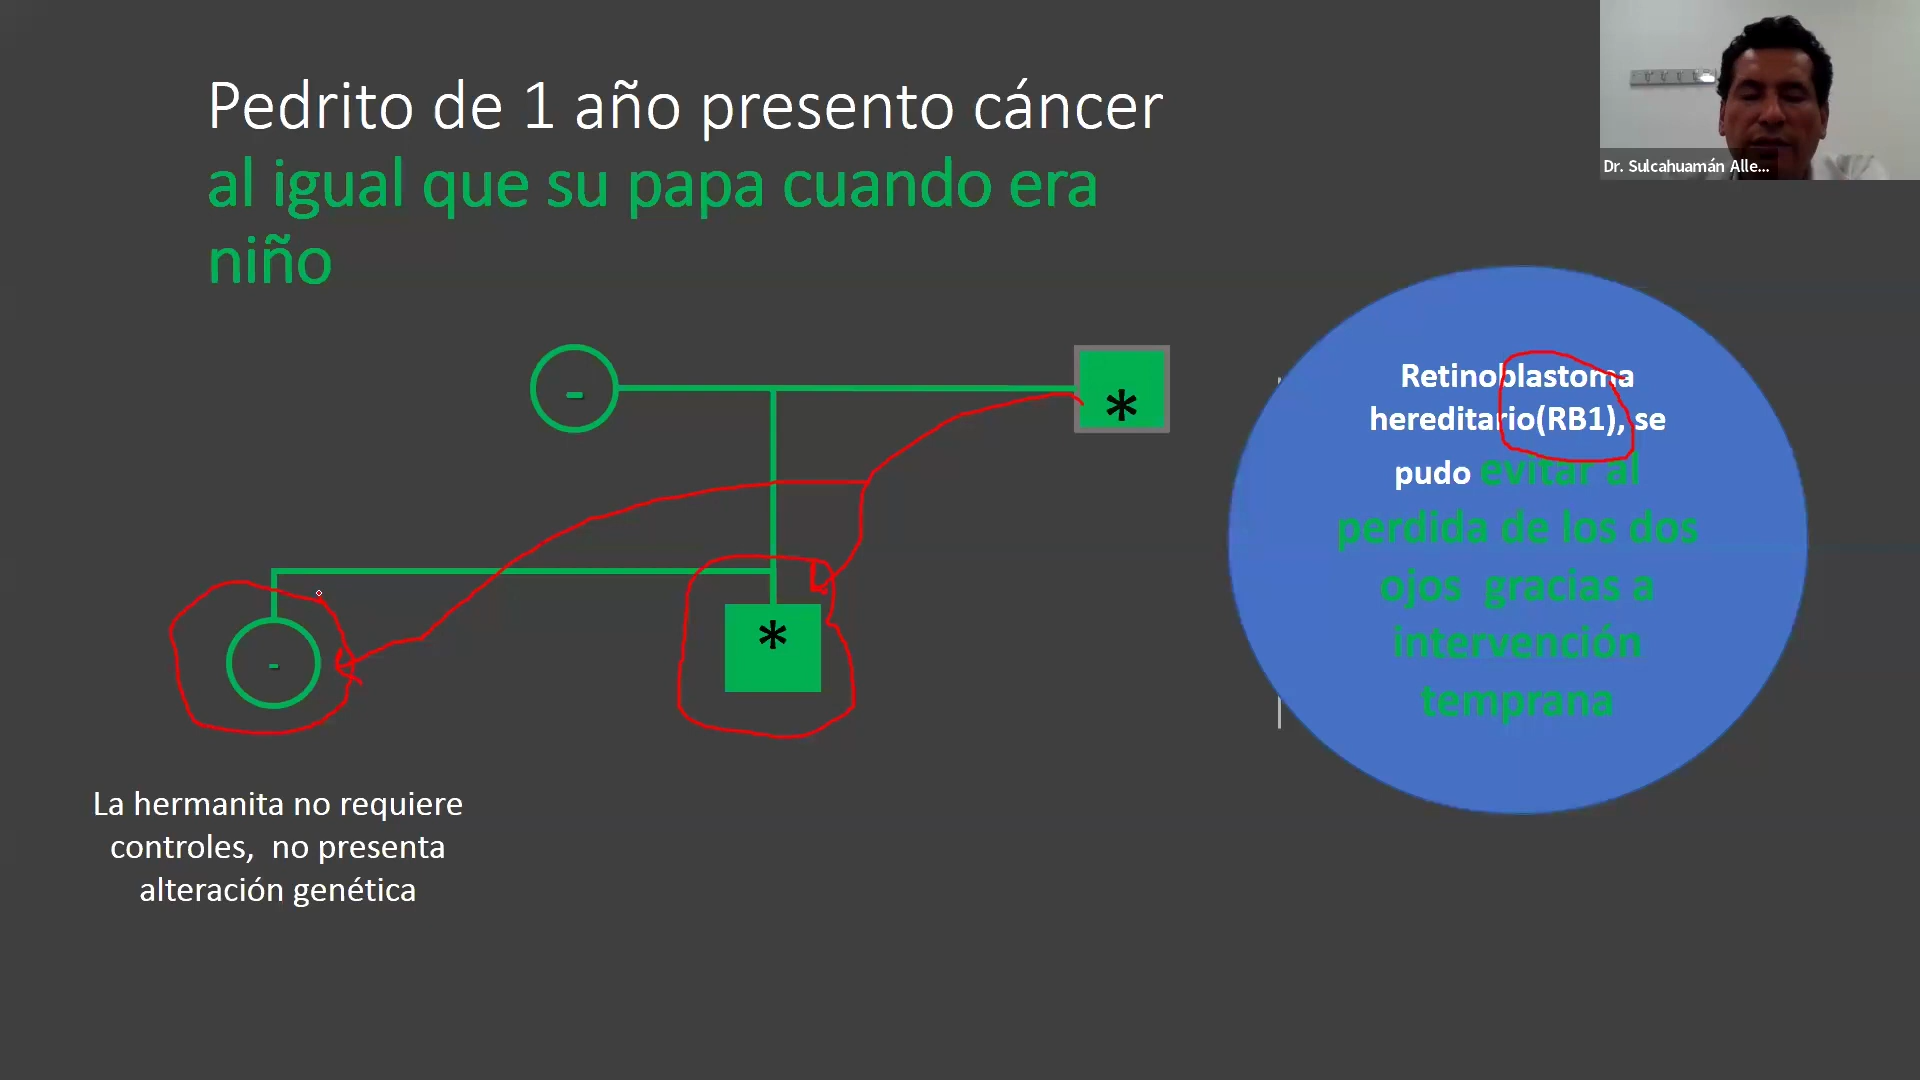 Pedrito de 1 año presento cáncer
al igual que su papa cuando era
niño
Dr. Sulcahuamán Alle...
-
*
-
*
Retinoblastoma
hereditario(RB1), se
pudo evitar al
perdida de los dos
ojos gracias a
intervención
temprana
La hermanita no requiere
controles, no presenta
alteración genética